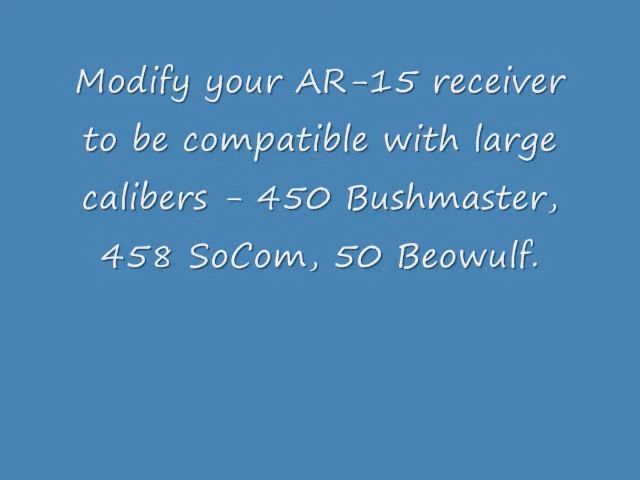 Modify your AR-15 receiver
to be compatible with large
calibers - 450 Bushmaster,
458 SoCom, 50 Beowulf.